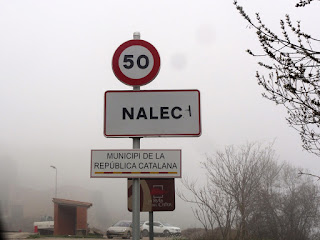 50
NALEC
MUNICIPI DE LA
REPÚBLICA CATALANA